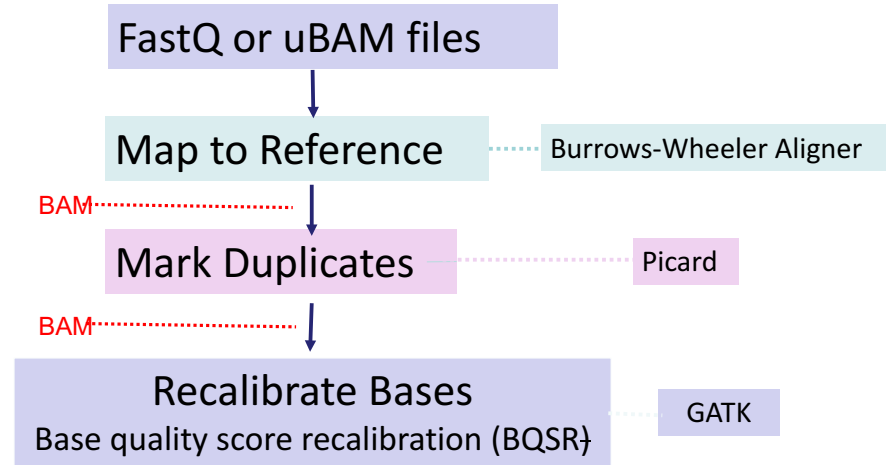 FastQ or uBAM files
Map to Reference
Burrows-Wheeler Aligner
BAM
Mark Duplicates
Picard
BAM
Recalibrate Bases
Base quality score recalibration (BQSR)
GATK